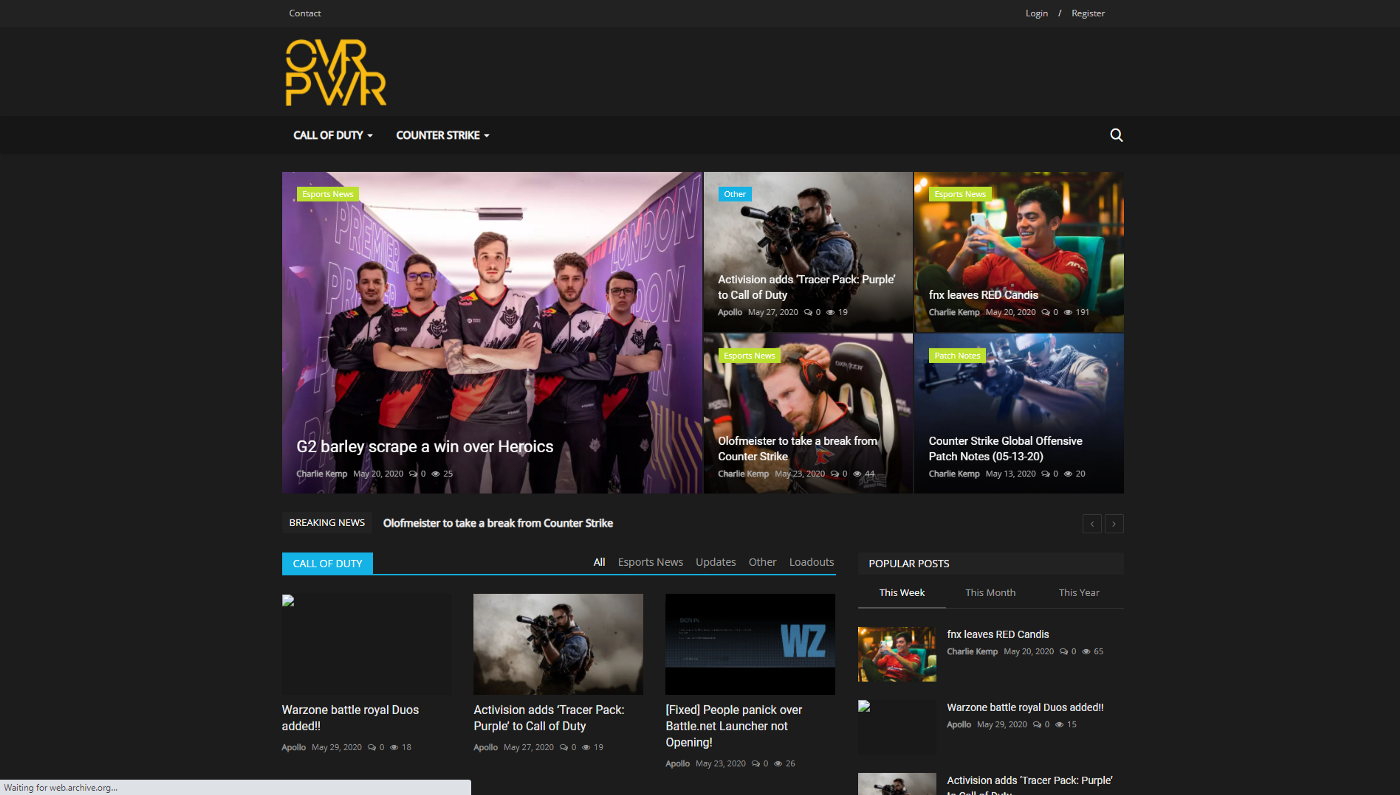 Contact
Login / Register
OVR
PWR
CALL OF DUTY
COUNTER STRIKE
PREMIER
LONDON
Esports News
G2 barley scrape a win over Heroics
Charlie Kemp May 20, 2020 0 25
Other
Activision adds ‘Tracer Pack: Purple’
to Call of Duty
Apollo May 27, 2020 0 19
Esports News
fnx leaves RED Candis
Charlie Kemp May 20, 2020 0 191
Esports News
Olofmeister to take a break from
Counter Strike
Charlie Kemp May 23, 2020 0 44
Patch Notes
Counter Strike Global Offensive
Patch Notes (05-13-20)
Charlie Kemp May 13, 2020 0 20
BREAKING NEWS
Olofmeister to take a break from Counter Strike
CALL OF DUTY
All Esports News Updates Other Loadouts
WZ
Warzone battle royal Duos
added!!
Apollo May 29, 2020 0 18
Activision adds ‘Tracer Pack:
Purple’ to Call of Duty
Apollo May 27, 2020 0 19
[Fixed] People panick over
Battle.net Launcher not
Opening!
Apollo May 23, 2020 0 26
POPULAR POSTS
This Week This Month This Year
fnx leaves RED Candis
Charlie Kemp May 20, 2020 0 65
Warzone battle royal Duos added!!
Apollo May 29, 2020 0 15
Activision adds ‘Tracer Pack: Purple’
to Call of Duty
Waiting for web.archive.org...